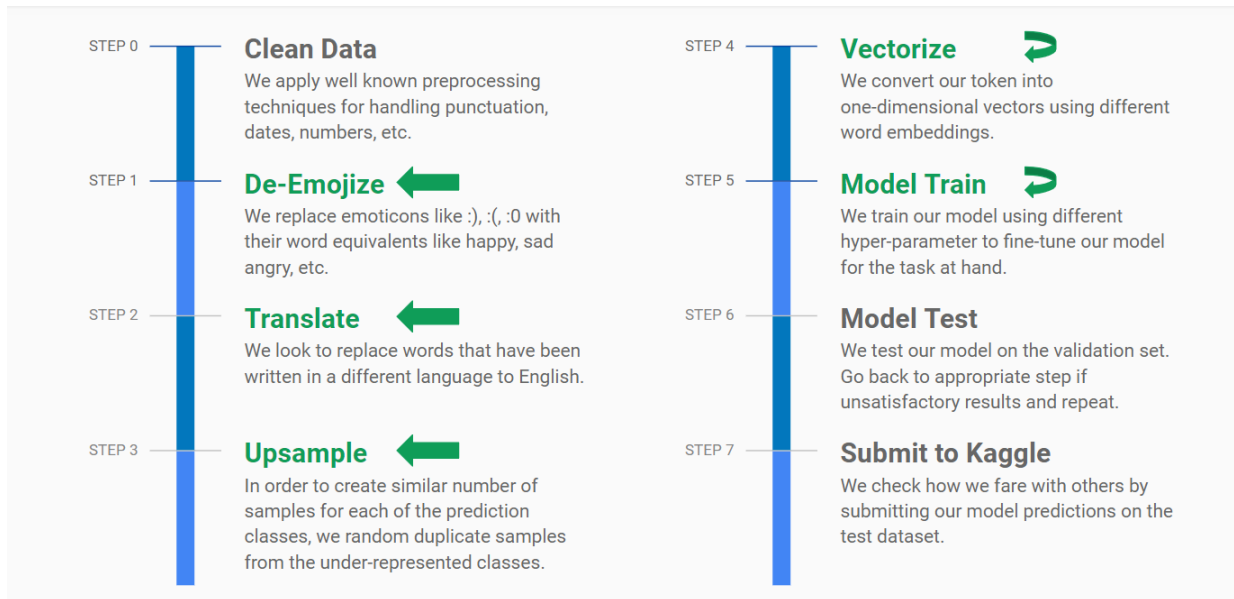 STEP 0
Clean Data
We apply well known preprocessing
techniques for handling punctuation,
dates, numbers, etc.
STEP 1
De-Emojize
We replace emoticons like :), :(, :0 with
their word equivalents like happy, sad
angry, etc.
STEP 2
Translate
We look to replace words that have been
written in a different language to English.
STEP 3
Upsample
In order to create similar number of
samples for each of the prediction
classes, we random duplicate samples
from the under-represented classes.
STEP 4
Vectorize
We convert our token into
one-dimensional vectors using different
word embeddings.
STEP 5
Model Train
We train our model using different
hyper-parameter to fine-tune our model
for the task at hand.
STEP 6
Model Test
We test our model on the validation set.
Go back to appropriate step if
unsatisfactory results and repeat.
STEP 7
Submit to Kaggle
We check how we fare with others by
submitting our model predictions on the
test dataset.